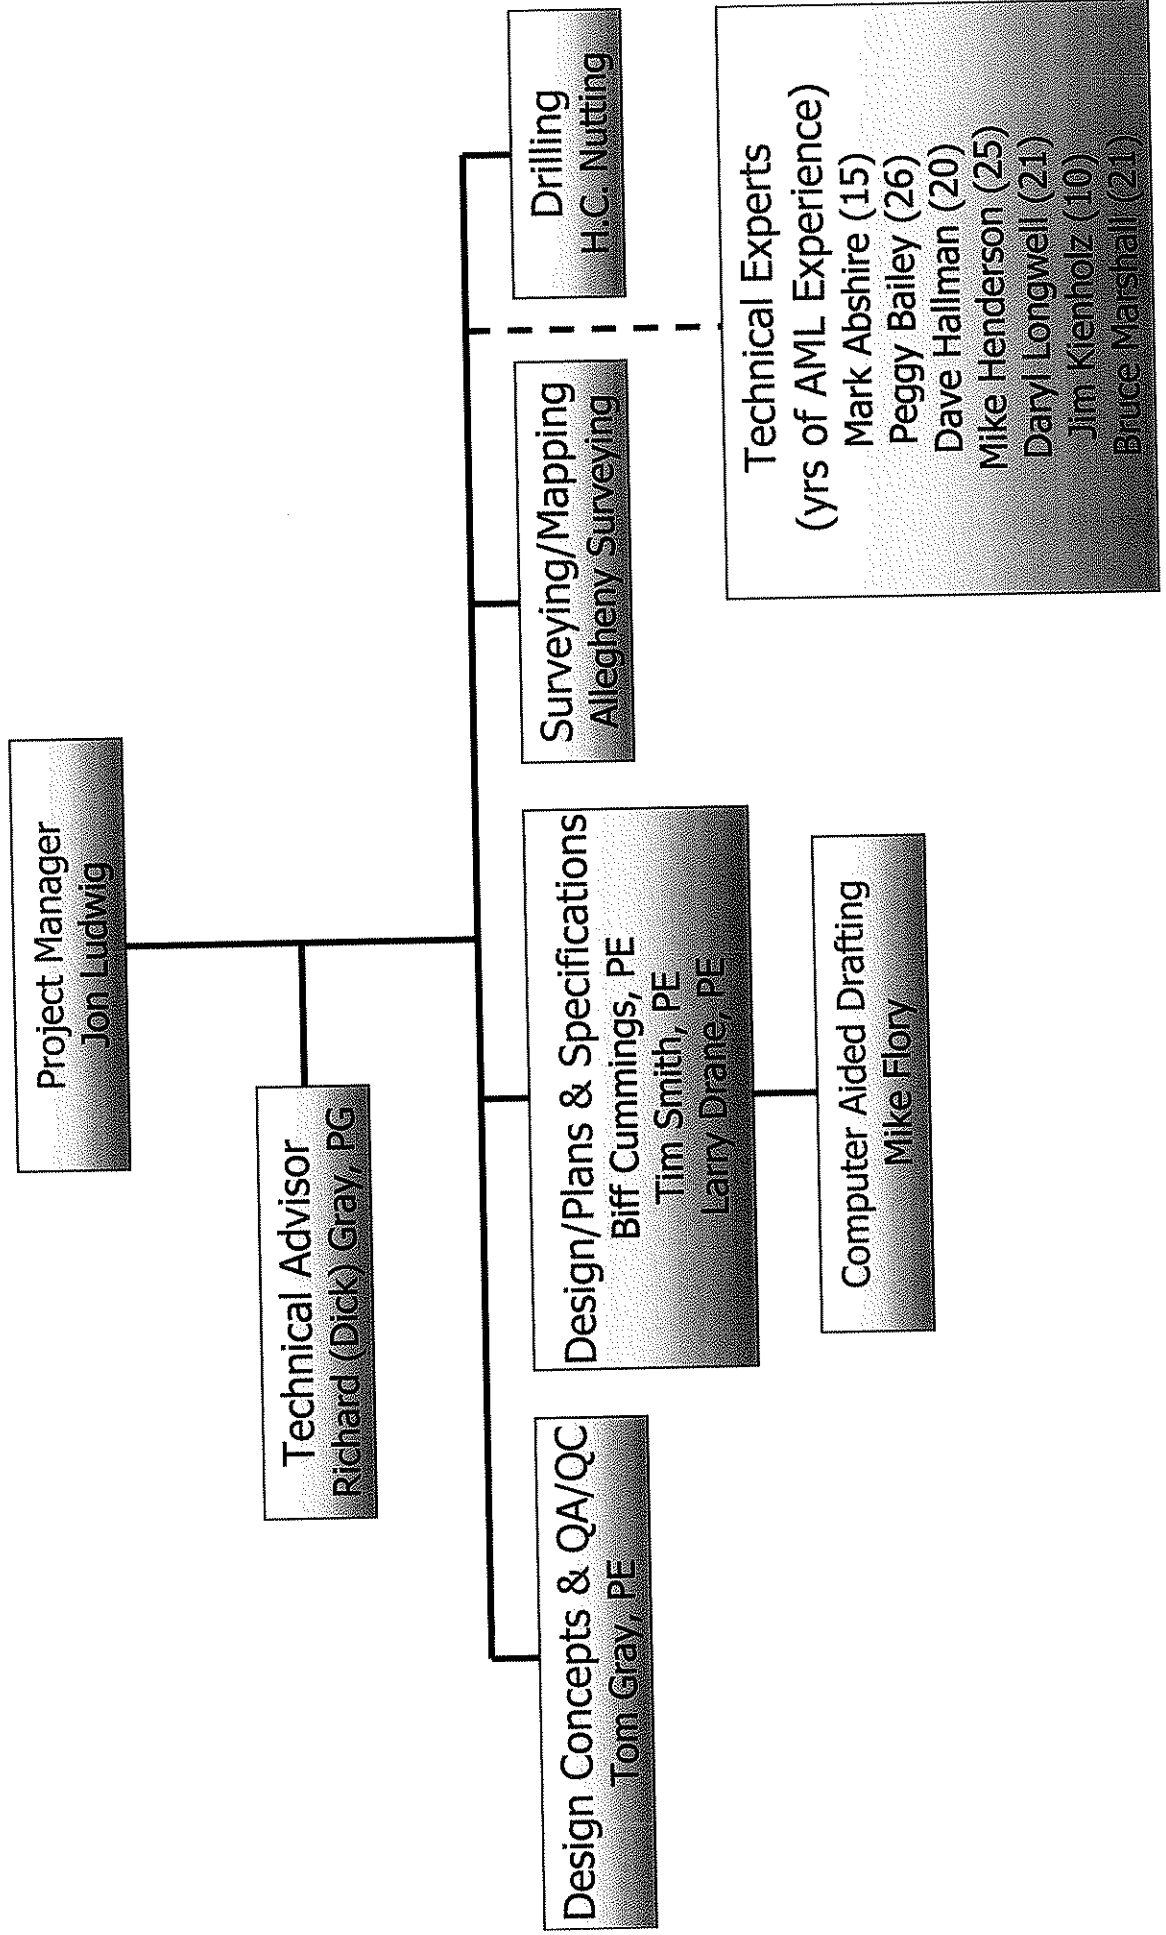 Project Manager
Jon Ludwig
Technical Advisor
Richard (Dick) Gray, PG
Design Concepts & QA/QC
Tom Gray, PE
Design/Plans & Specifications
Biff Cummings, PE
Tim Smith, PE
Larry Drane, PE
Computer Aided Drafting
Mike Flory
Surveying/Mapping
Allegheny Surveying
Drilling
H.C. Nutting
Technical Experts
(yrs of AML Experience)
Mark Abshire (15)
Peggy Bailey (26)
Dave Hallman (20)
Mike Henderson (25)
Daryl Longwell (21)
Jim Kienholz (10)
Bruce Marshall (21)